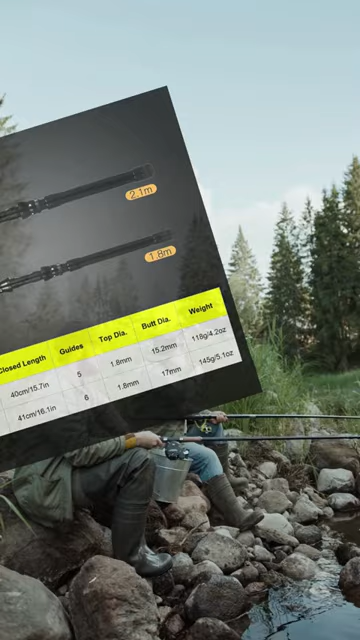 2.1m
1.8m
Closed Length Guides Top Dia. Butt Dia. Weight
40cm/15.7in 5 1.8mm 15.2mm 118g/4.2oz
41cm/16.1in 6 1.8mm 17mm 145g/5.1oz